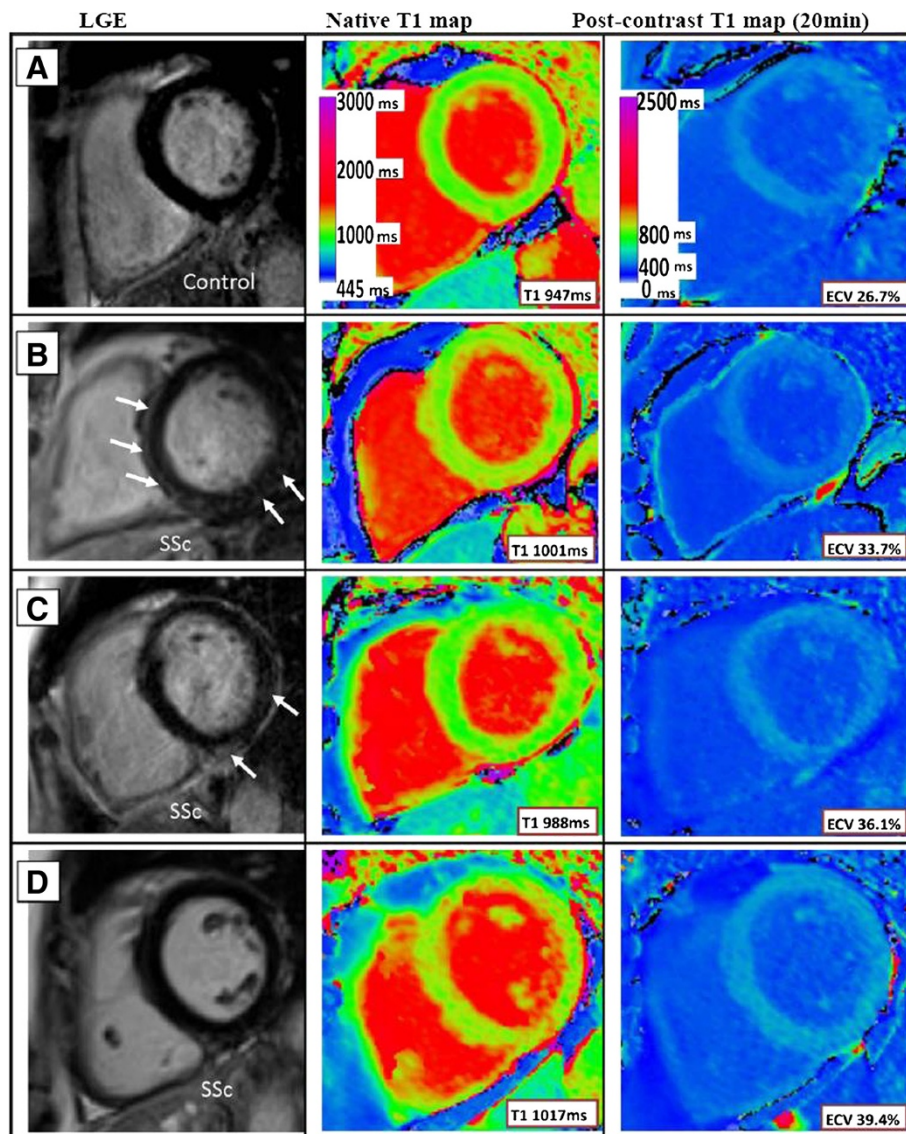 LGE Native T1 map Post-contrast T1 map (20min)
A
Control
3000 ms
2000 ms
1000 ms
445 ms
T1 947ms
2500 ms
800 ms
400 ms
0 ms
ECV 26.7%
B
SSc
T1 1001ms
ECV 33.7%
C
SSc
T1 988ms
ECV 36.1%
D
SSc
T1 1017ms
ECV 39.4%